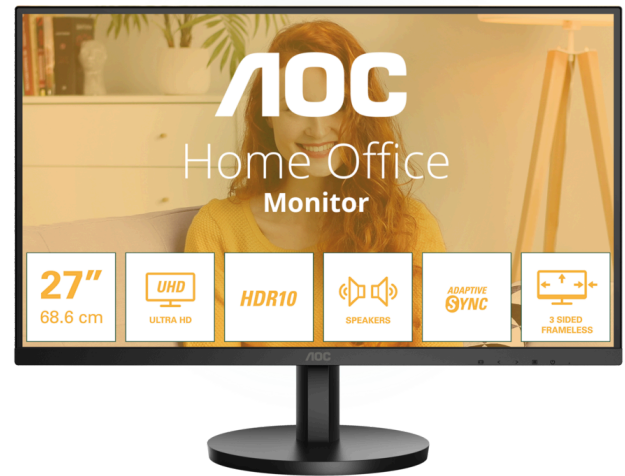 AOC
Home Office
Monitor
27"
68.6 cm
UHD
ULTRA HD
HDR10
SPEAKERS
ADAPTIVE
SYNC
3 SIDED
FRAMELESS
AOC